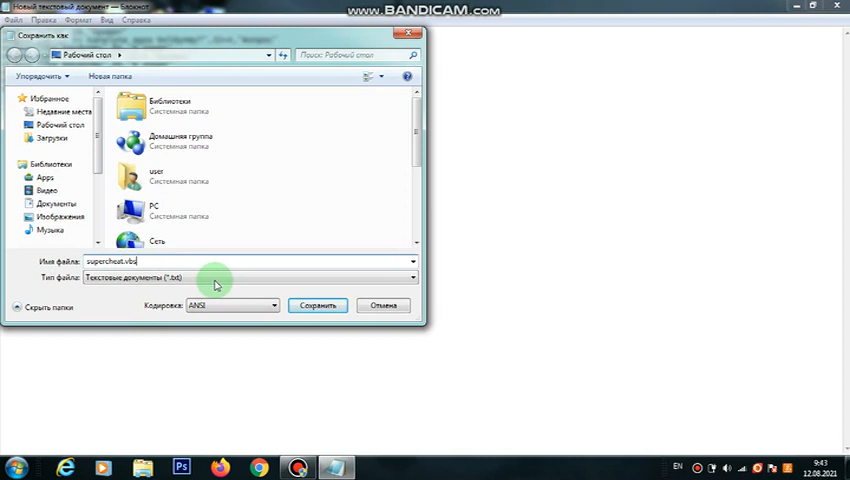 Новый текстовый документ — Блокнот
www.BANDICAM.com
Файл Правка Формат Вид Справка
Сохранить как
Рабочий стол
Поиск: Рабочий стол
Упорядочить
Новая папка
Избранное
Недавние места
Рабочий стол
Загрузки
Библиотеки
Apps
Видео
Документы
Изображения
Музыка
Библиотеки
Системная папка
Домашняя группа
Системная папка
user
Системная папка
PC
Системная папка
Сеть
Имя файла: supercheat.vbs
Тип файла: Текстовые документы (*.txt)
Скрыть папки
Кодировка: ANSI
Сохранить
Отмена
Ps
EN
9:43
12.08.2021